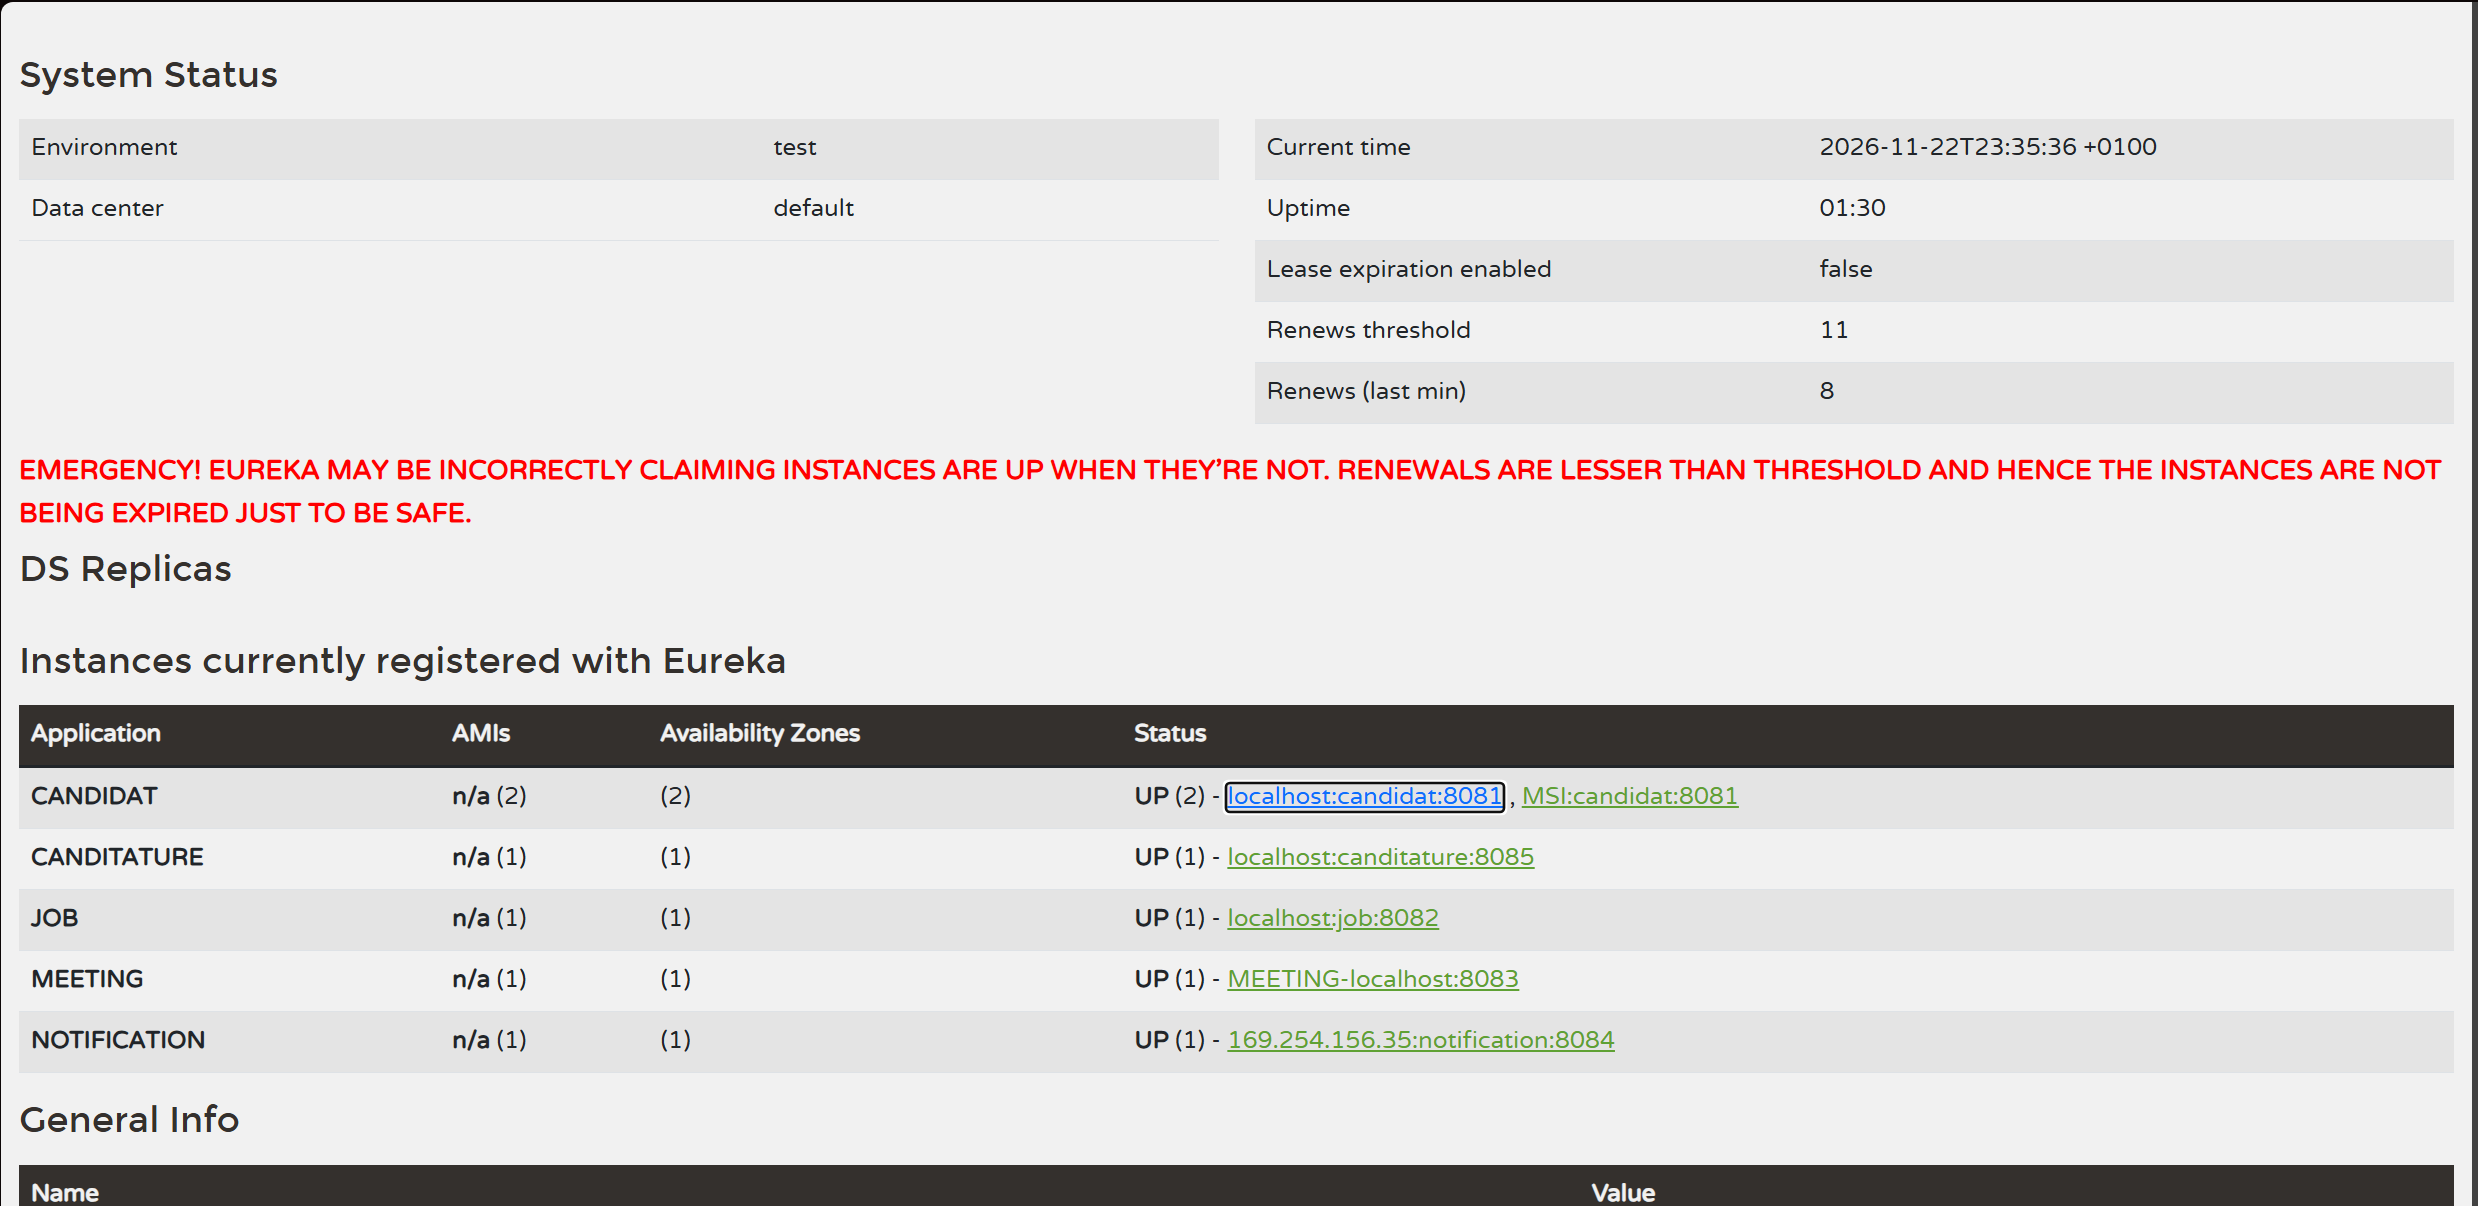 System Status
Environment test
Data center default
Current time 2026-11-22T23:35:36 +0100
Uptime 01:30
Lease expiration enabled false
Renews threshold 11
Renews (last min) 8
EMERGENCY! EUREKA MAY BE INCORRECTLY CLAIMING INSTANCES ARE UP WHEN THEY’RE NOT. RENEWALS ARE LESSER THAN THRESHOLD AND HENCE THE INSTANCES ARE NOT
BEING EXPIRED JUST TO BE SAFE.
DS Replicas
Instances currently registered with Eureka
Application AMIs Availability Zones Status
CANDIDAT n/a (2) (2) UP (2) - localhost:candidat:8081 , MSI:candidat:8081
CANDITATURE n/a (1) (1) UP (1) - localhost:canditature:8085
JOB n/a (1) (1) UP (1) - localhost:job:8082
MEETING n/a (1) (1) UP (1) - MEETING-localhost:8083
NOTIFICATION n/a (1) (1) UP (1) - 169.254.156.35:notification:8084
General Info
Name Value